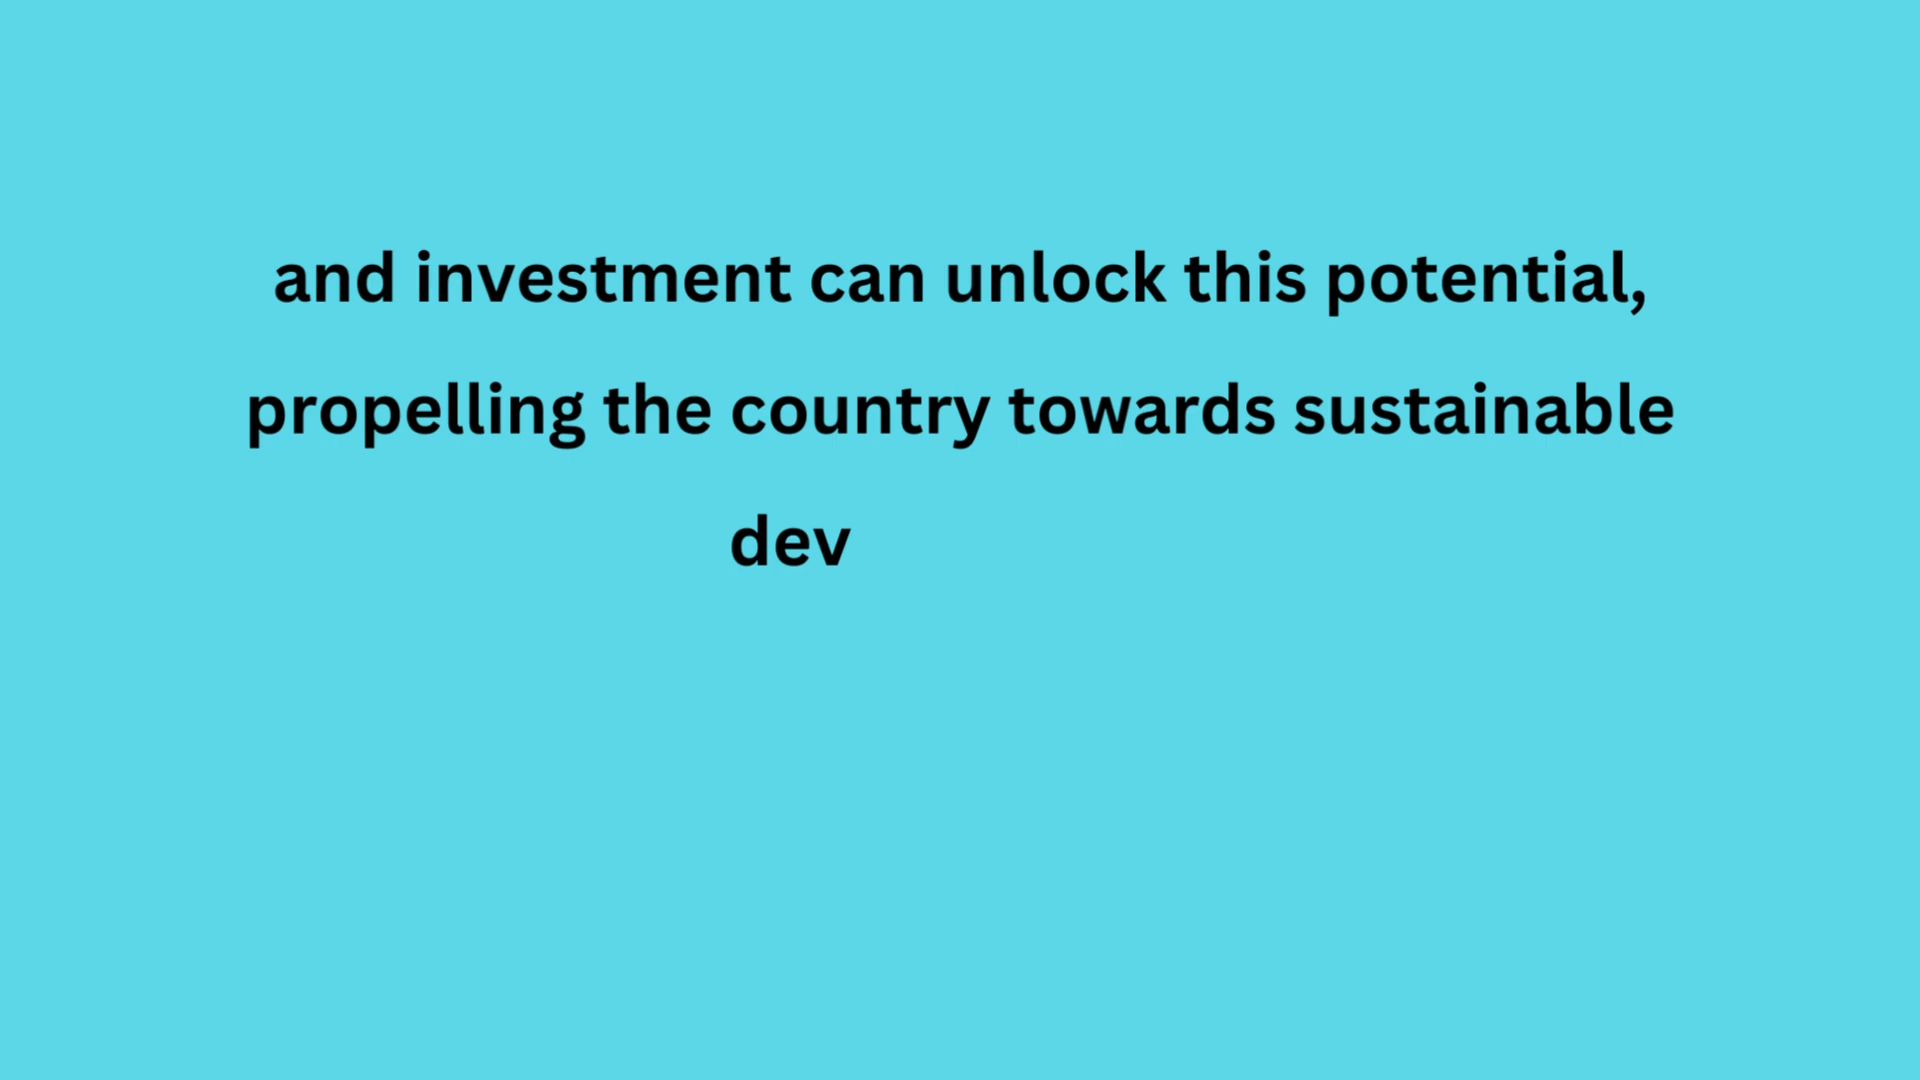 and investment can unlock this potential,
propelling the country towards sustainable
dev